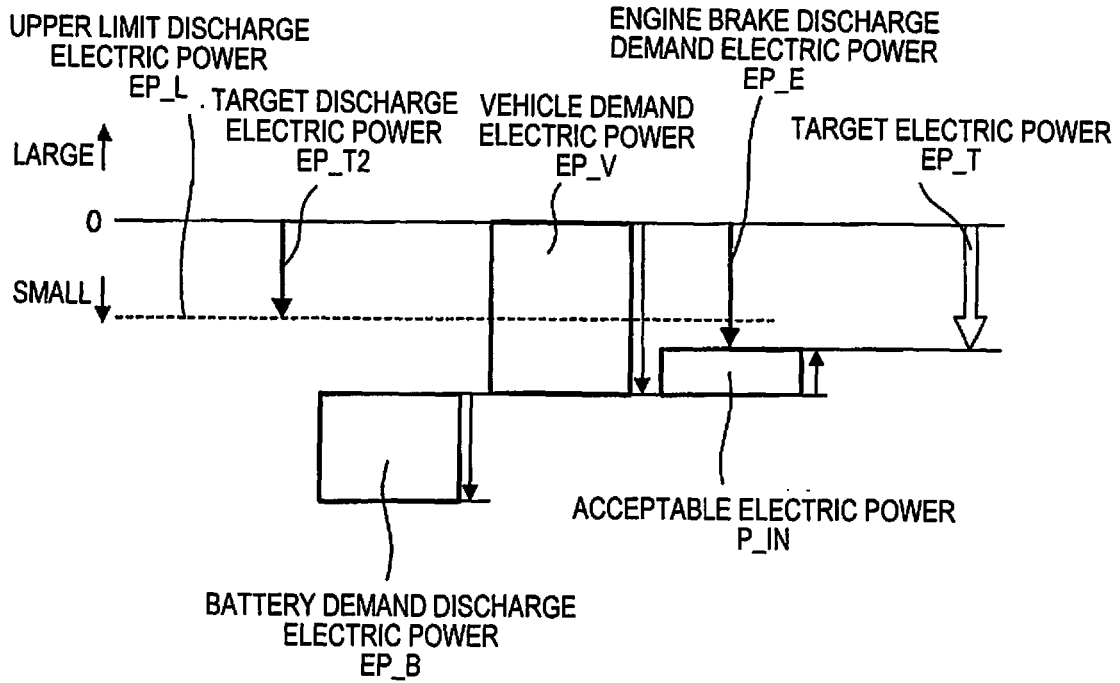 UPPER LIMIT DISCHARGE
ELECTRIC POWER
EP_L
TARGET DISCHARGE
ELECTRIC POWER
EP_T2
VEHICLE DEMAND
ELECTRIC POWER
EP_V
ENGINE BRAKE DISCHARGE
DEMAND ELECTRIC POWER
EP_E
TARGET ELECTRIC POWER
EP_T
LARGE
0
SMALL
ACCEPTABLE ELECTRIC POWER
P_IN
BATTERY DEMAND DISCHARGE
ELECTRIC POWER
EP_B